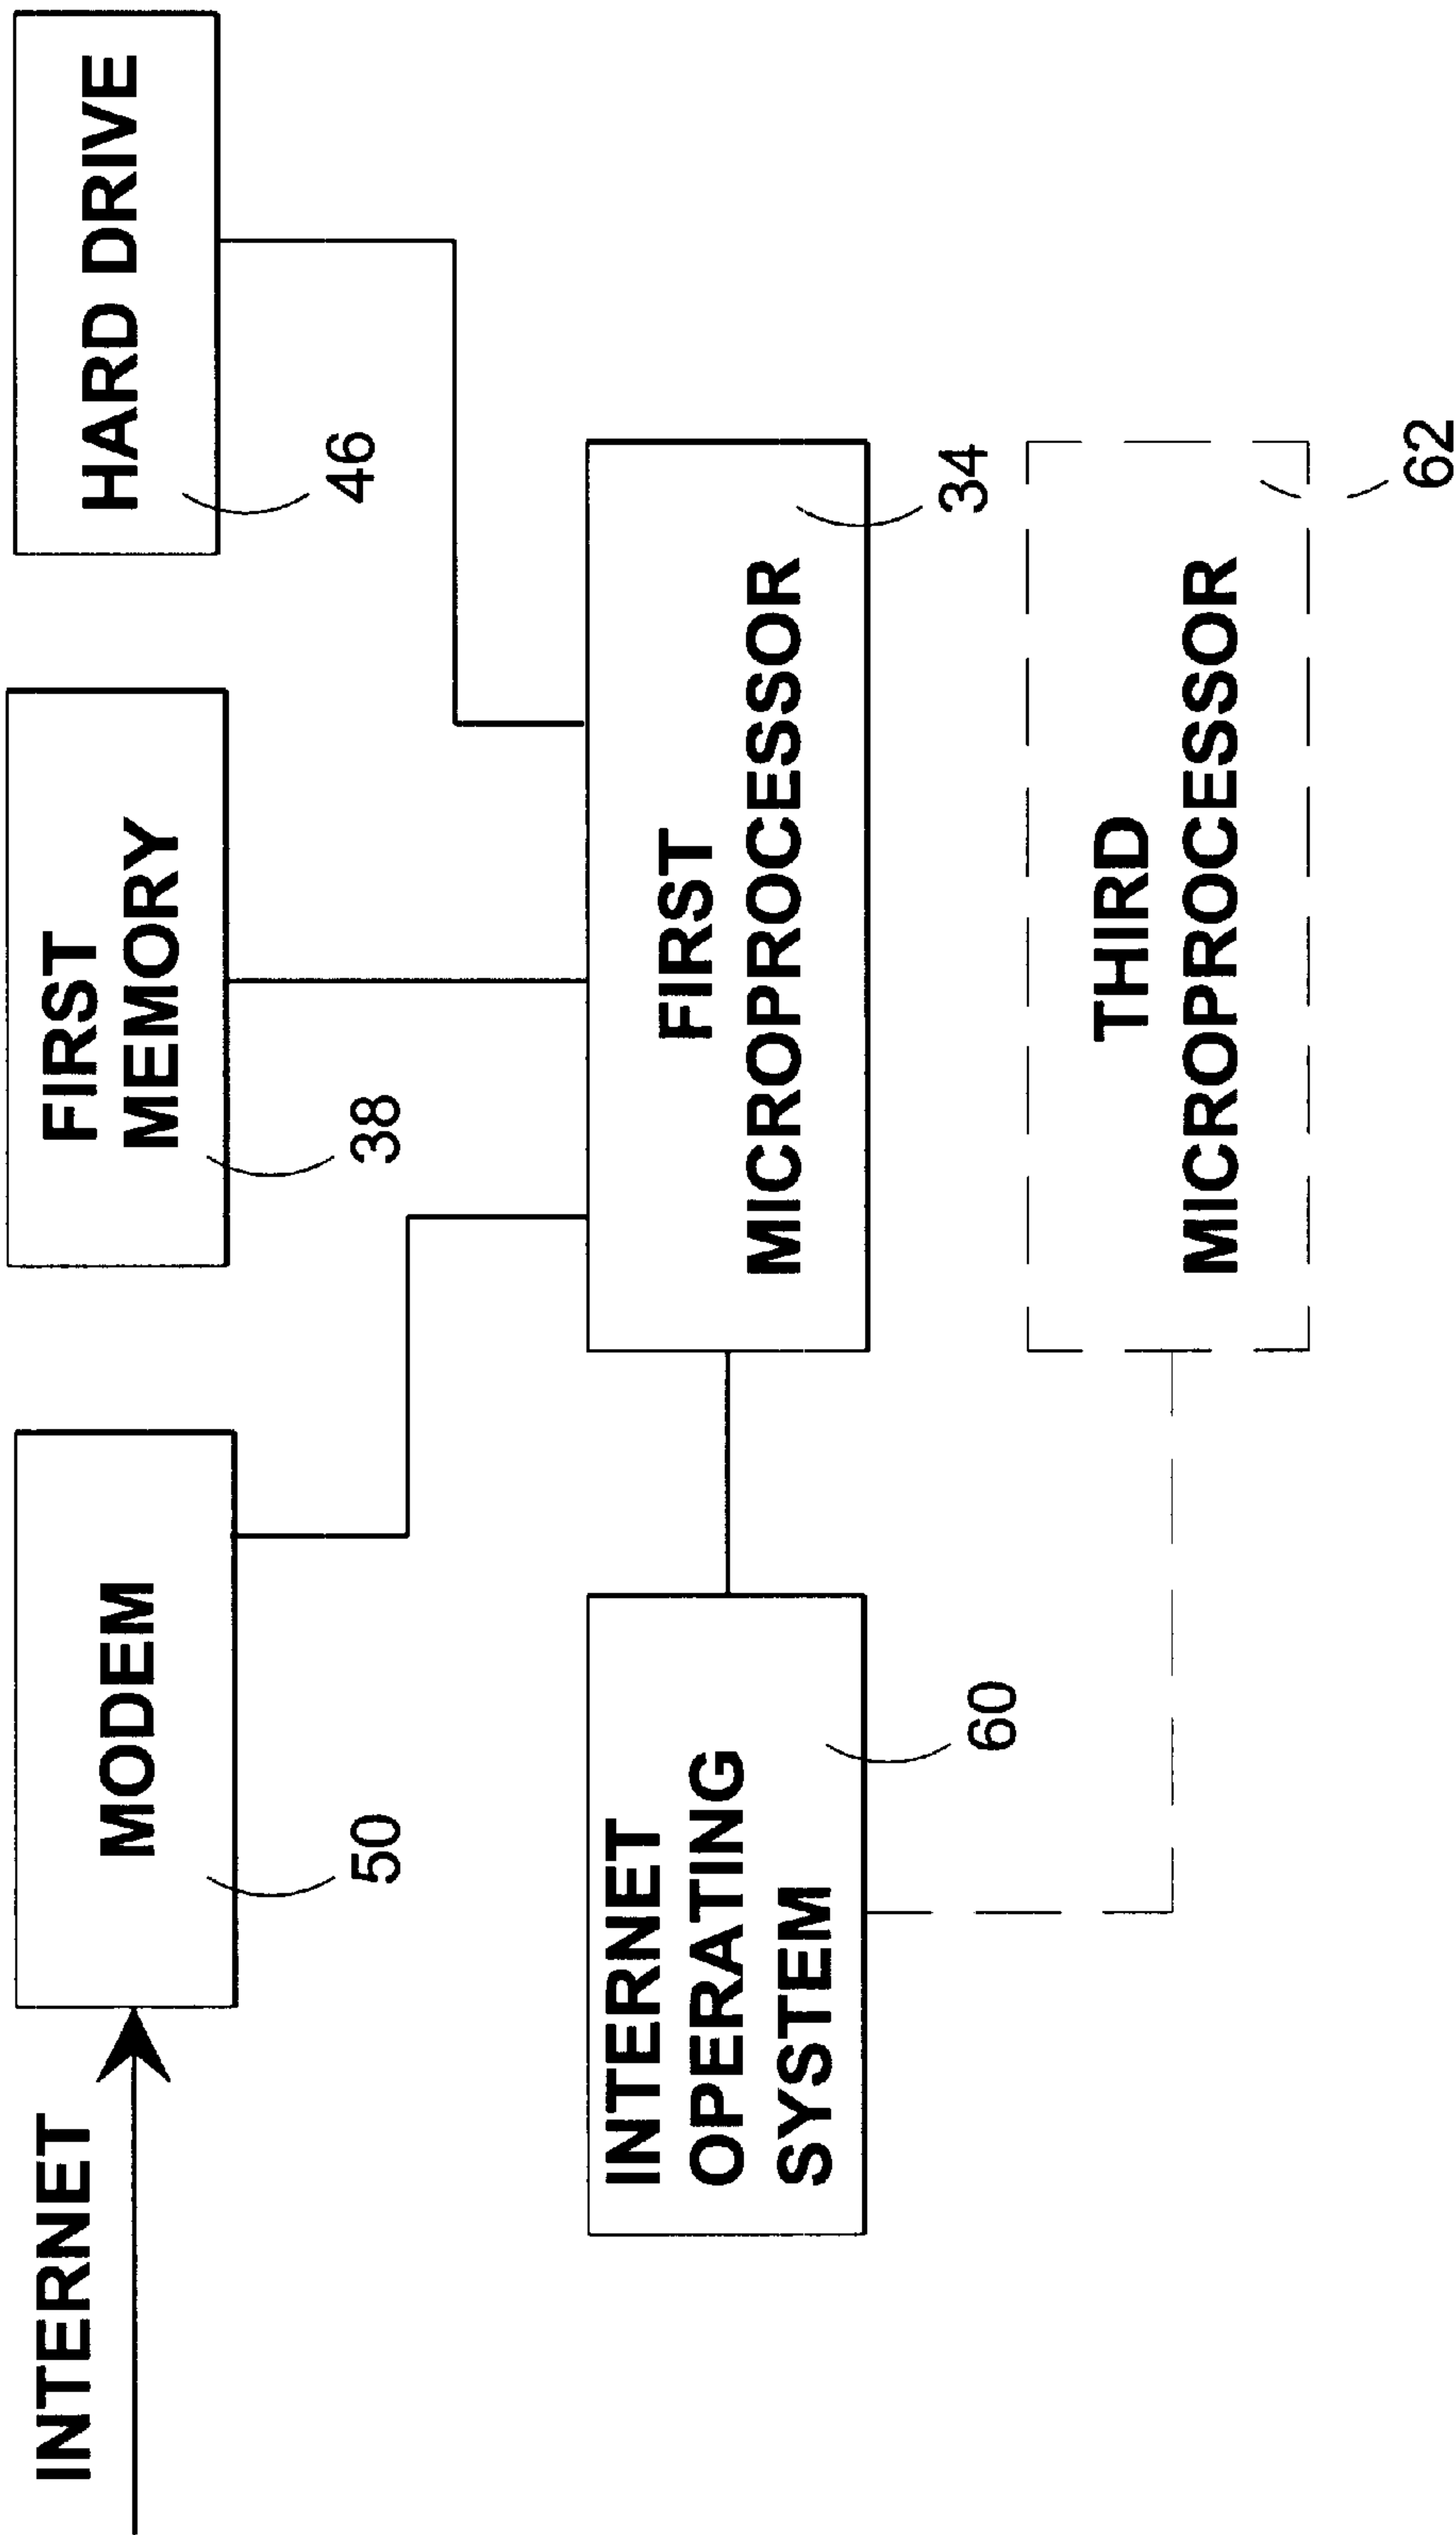 INTERNET
MODEM
50
FIRST
MEMORY
38
HARD DRIVE
46
INTERNET
OPERATING
SYSTEM
60
FIRST
MICROPROCESSOR
34
THIRD
MICROPROCESSOR
62